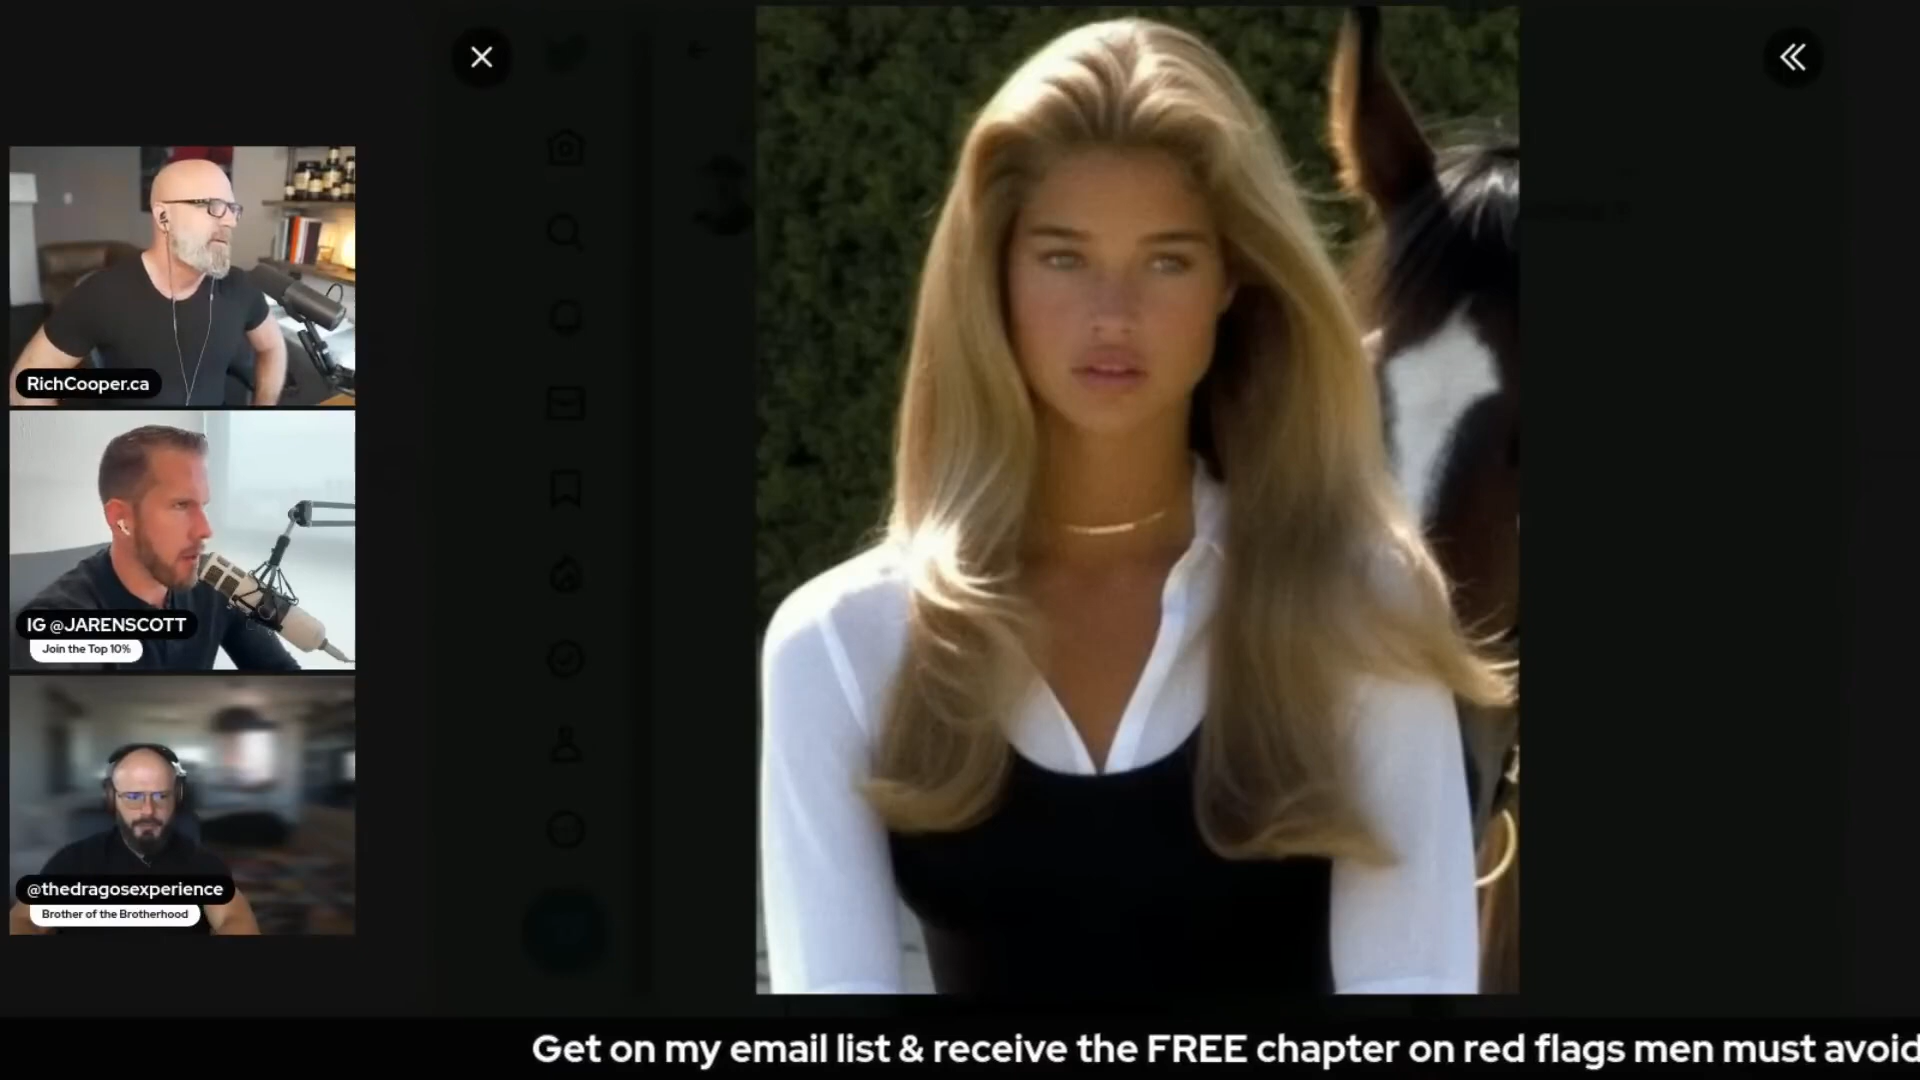 RichCooper.ca
IG @JARENSCOTT
Join the Top 10%
@thedragosexperience
Brother of the Brotherhood
Get on my email list & receive the FREE chapter on red flags men must avoid